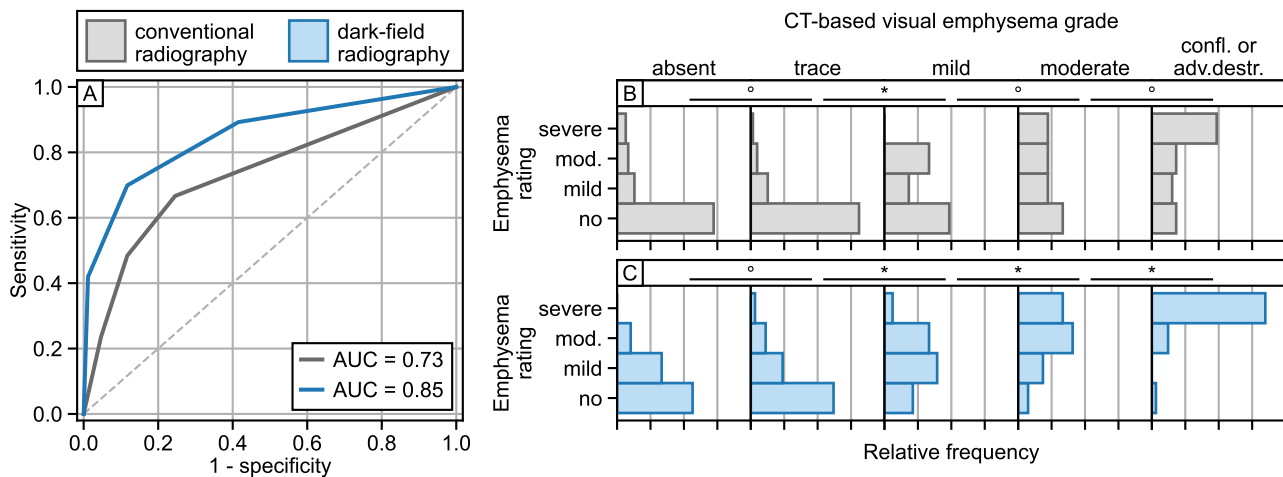 conventional
radiography
dark-field
radiography
A
1.0
0.8
0.6
0.4
0.2
0.0
Sensitivity
0.0 0.2 0.4 0.6 0.8 1.0
1 - specificity
AUC = 0.73
AUC = 0.85
CT-based visual emphysema grade
absent trace mild moderate confl. or
adv.destr.
B
° * ° °
Emphysema
rating
severe
mod.
mild
no
C
° * * *
Emphysema
rating
severe
mod.
mild
no
Relative frequency